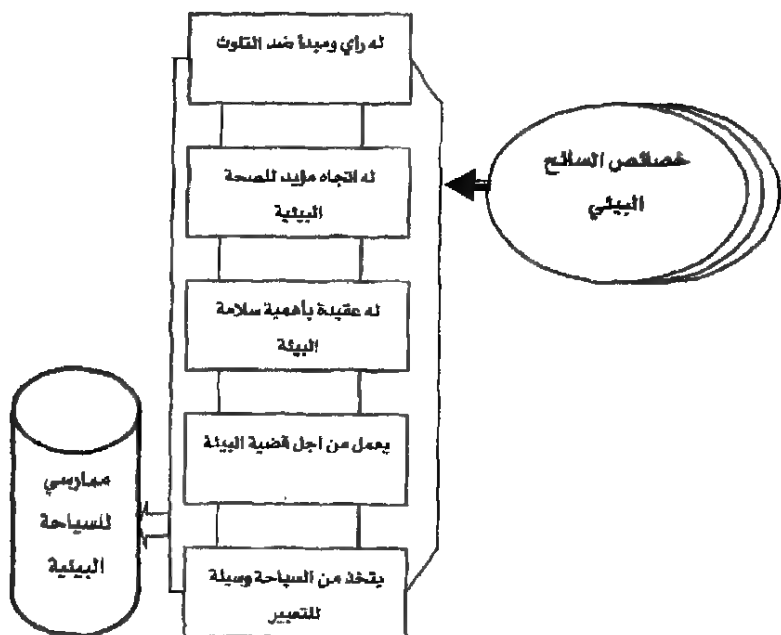 له رأي ومبدأ ضد التلوث
خصائص السائح
البيئي
له اتجاه مؤيد للصحة
البيئية
له عقيدة بأهمية سلامة
البيئة
يعمل من اجل قضية البيئة
ممارسي
للسياحة
البيئية
يتخذ من السياحة وسيلة
للتعبير